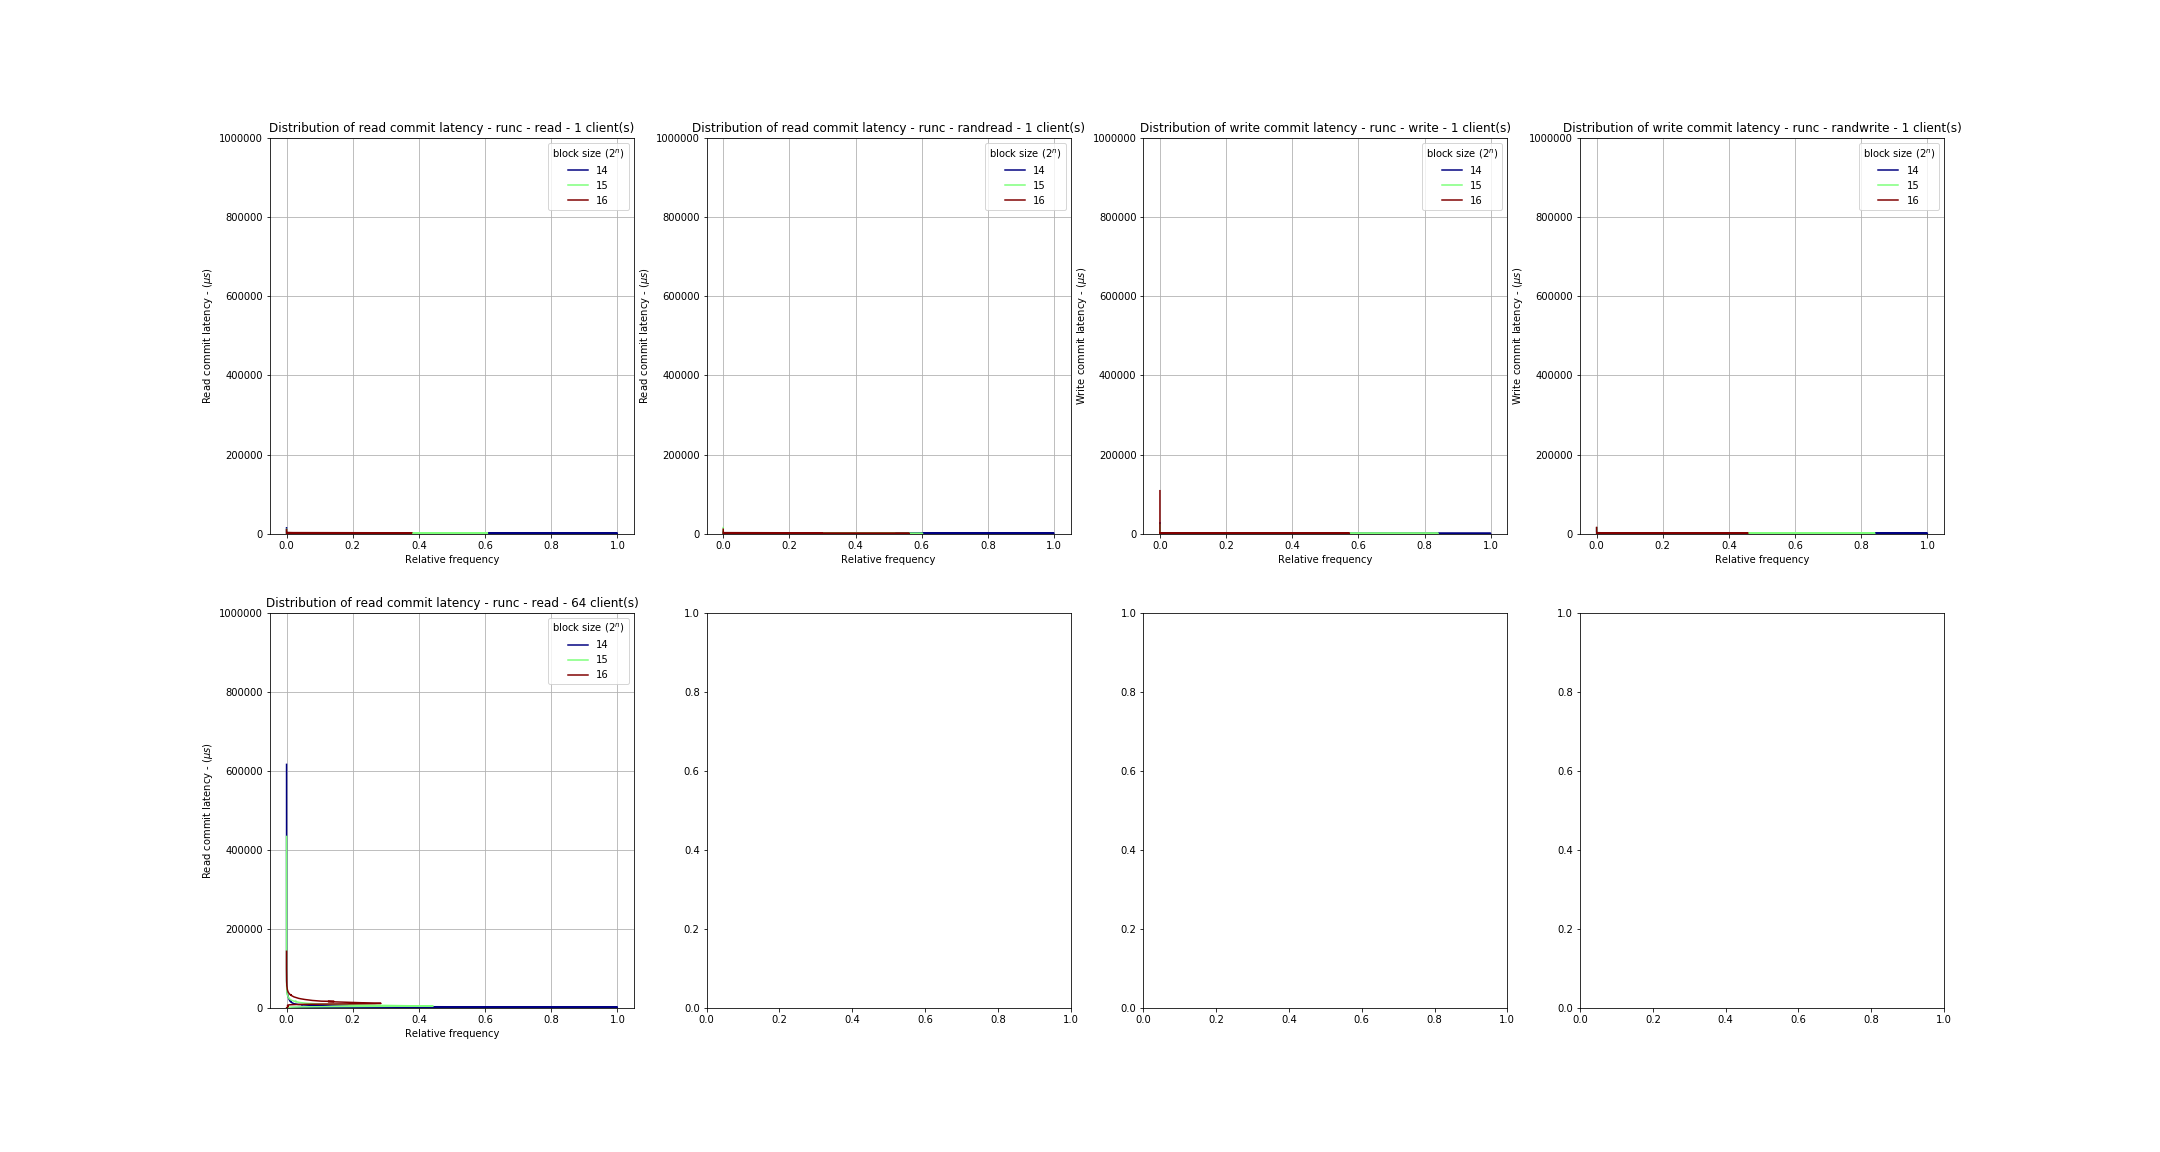 Distribution of read commit latency - runc - read - 1 client(s)
1000000
800000
600000
400000
200000
0
Read commit latency - (μs)
block size (2ⁿ)
14
15
16
0.0 0.2 0.4 0.6 0.8 1.0
Relative frequency
Distribution of read commit latency - runc - randread - 1 client(s)
1000000
800000
600000
400000
200000
0
Read commit latency - (μs)
block size (2ⁿ)
14
15
16
0.0 0.2 0.4 0.6 0.8 1.0
Relative frequency
Distribution of write commit latency - runc - write - 1 client(s)
1000000
800000
600000
400000
200000
0
Write commit latency - (μs)
block size (2ⁿ)
14
15
16
0.0 0.2 0.4 0.6 0.8 1.0
Relative frequency
Distribution of write commit latency - runc - randwrite - 1 client(s)
1000000
800000
600000
400000
200000
0
Write commit latency - (μs)
block size (2ⁿ)
14
15
16
0.0 0.2 0.4 0.6 0.8 1.0
Relative frequency
Distribution of read commit latency - runc - read - 64 client(s)
1000000
800000
600000
400000
200000
0
Read commit latency - (μs)
block size (2ⁿ)
14
15
16
0.0 0.2 0.4 0.6 0.8 1.0
Relative frequency
1.0
0.8
0.6
0.4
0.2
0.0
0.0 0.2 0.4 0.6 0.8 1.0
1.0
0.8
0.6
0.4
0.2
0.0
0.0 0.2 0.4 0.6 0.8 1.0
1.0
0.8
0.6
0.4
0.2
0.0
0.0 0.2 0.4 0.6 0.8 1.0